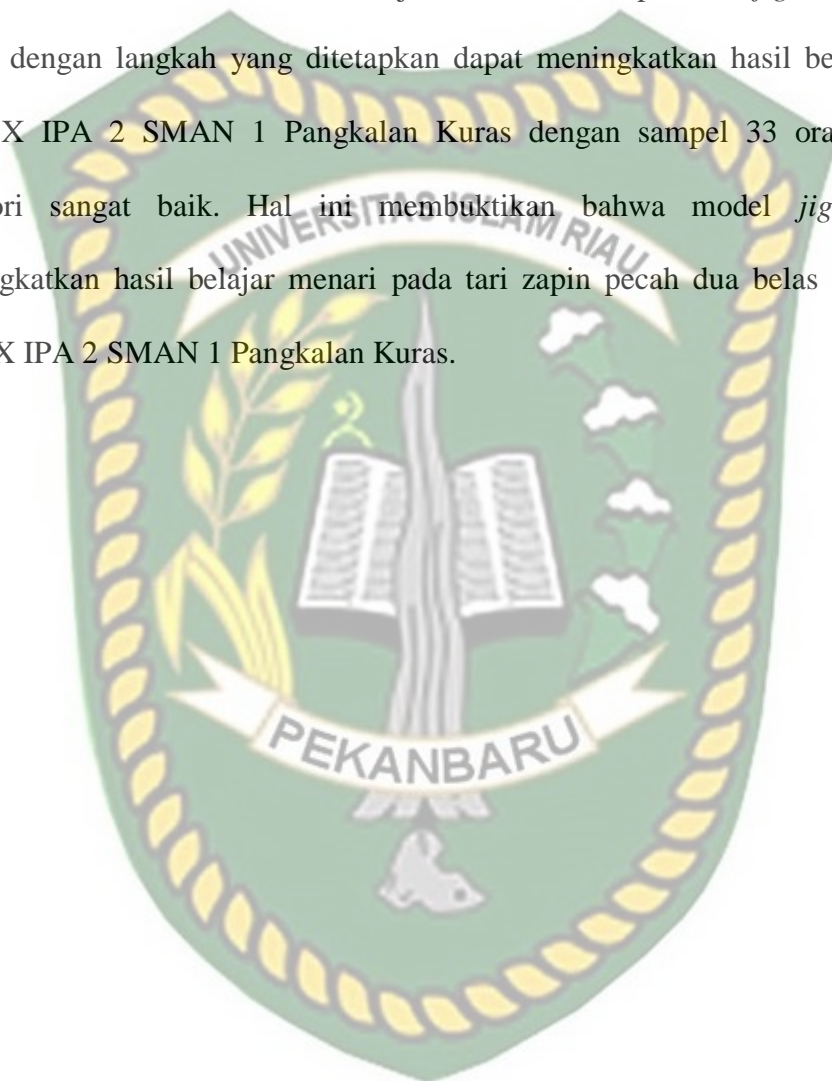 dengan langkah yang ditetapkan dapat meningkatkan hasil be
X IPA 2 SMAN 1 Pangkalan Kuras dengan sampel 33 ora
ori sangat baik. Hal ini membuktikan bahwa model jig
gkatkan hasil belajar menari pada tari zapin pecah dua belas
X IPA 2 SMAN 1 Pangkalan Kuras.
UNIVERSITAS ISLAM RIAU
PEKANBARU